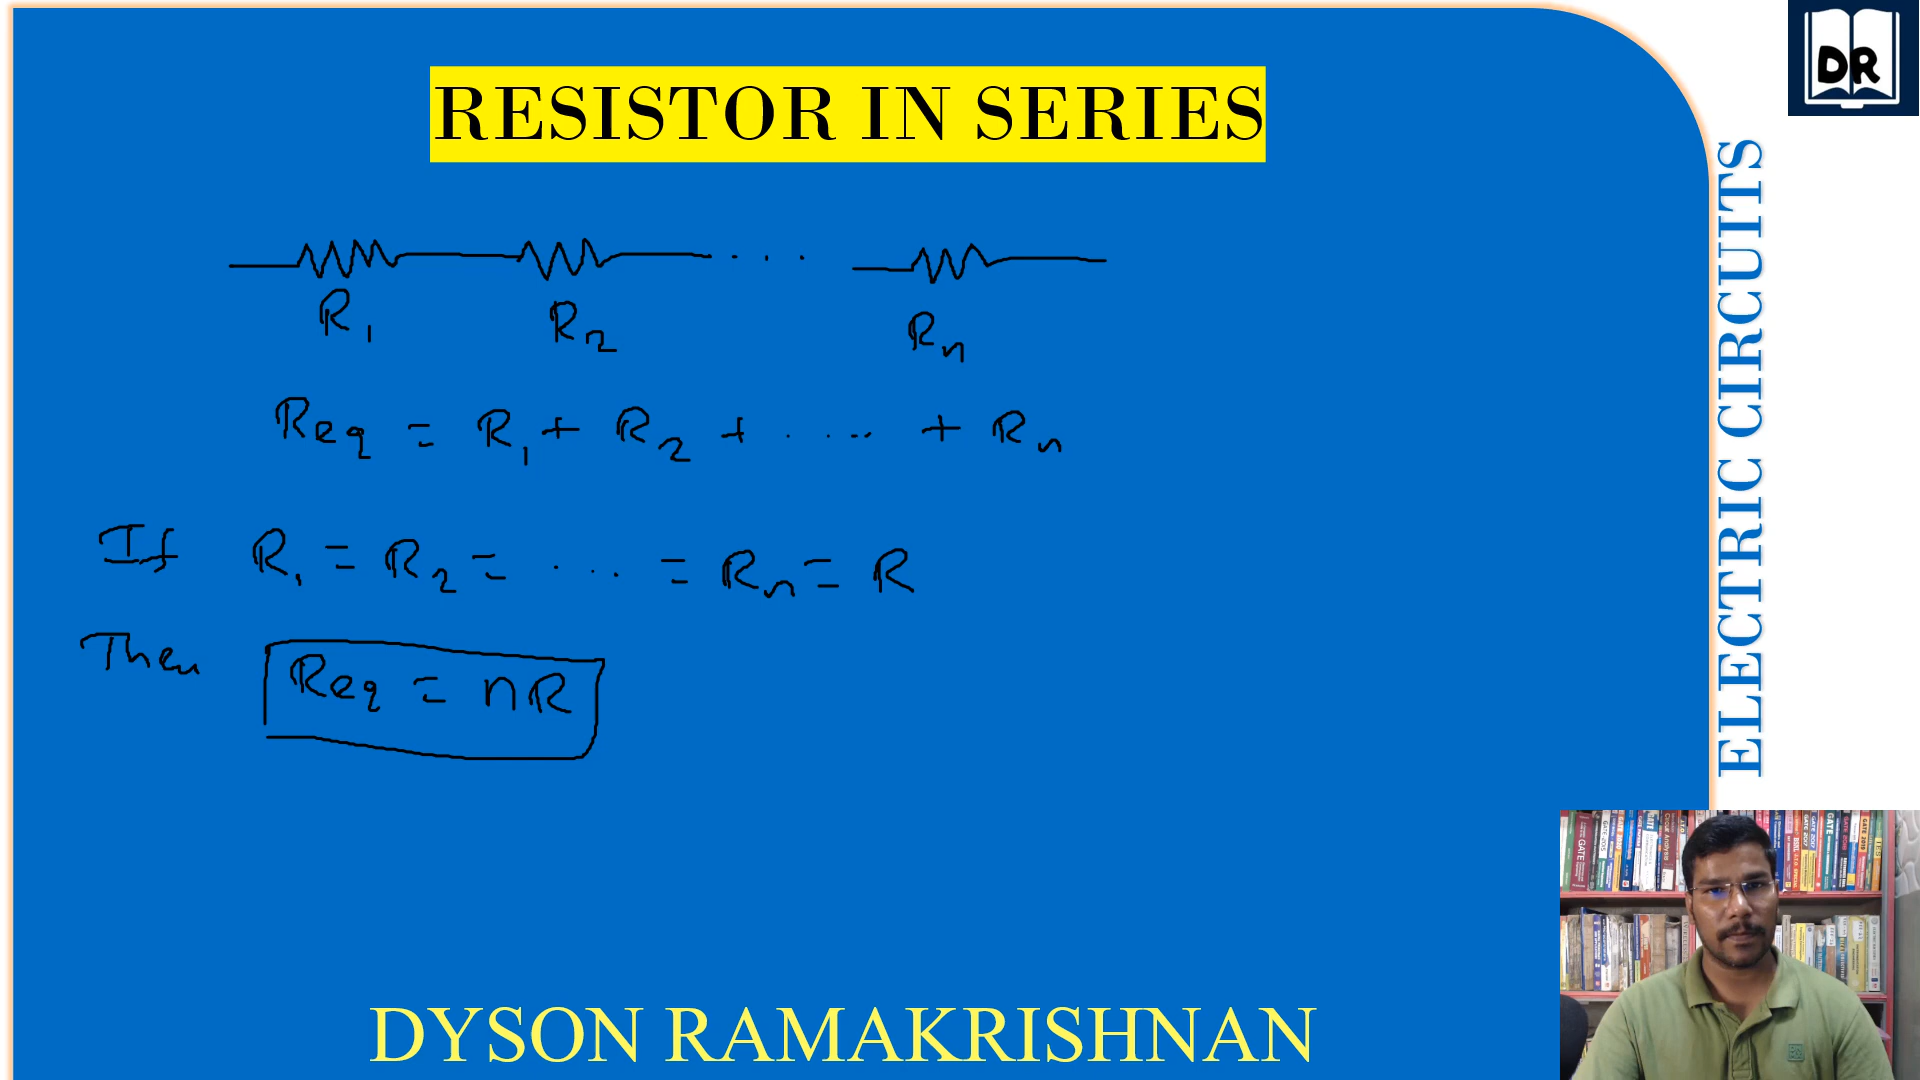 RESISTOR IN SERIES
DR
R₁ R₂ . . . Rₙ
Req = R₁ + R₂ + ..... + Rₙ
If R₁ = R₂ = ... = Rₙ = R
Then Req = nR
ELECTRIC CIRCUITS
DYSON RAMAKRISHNAN